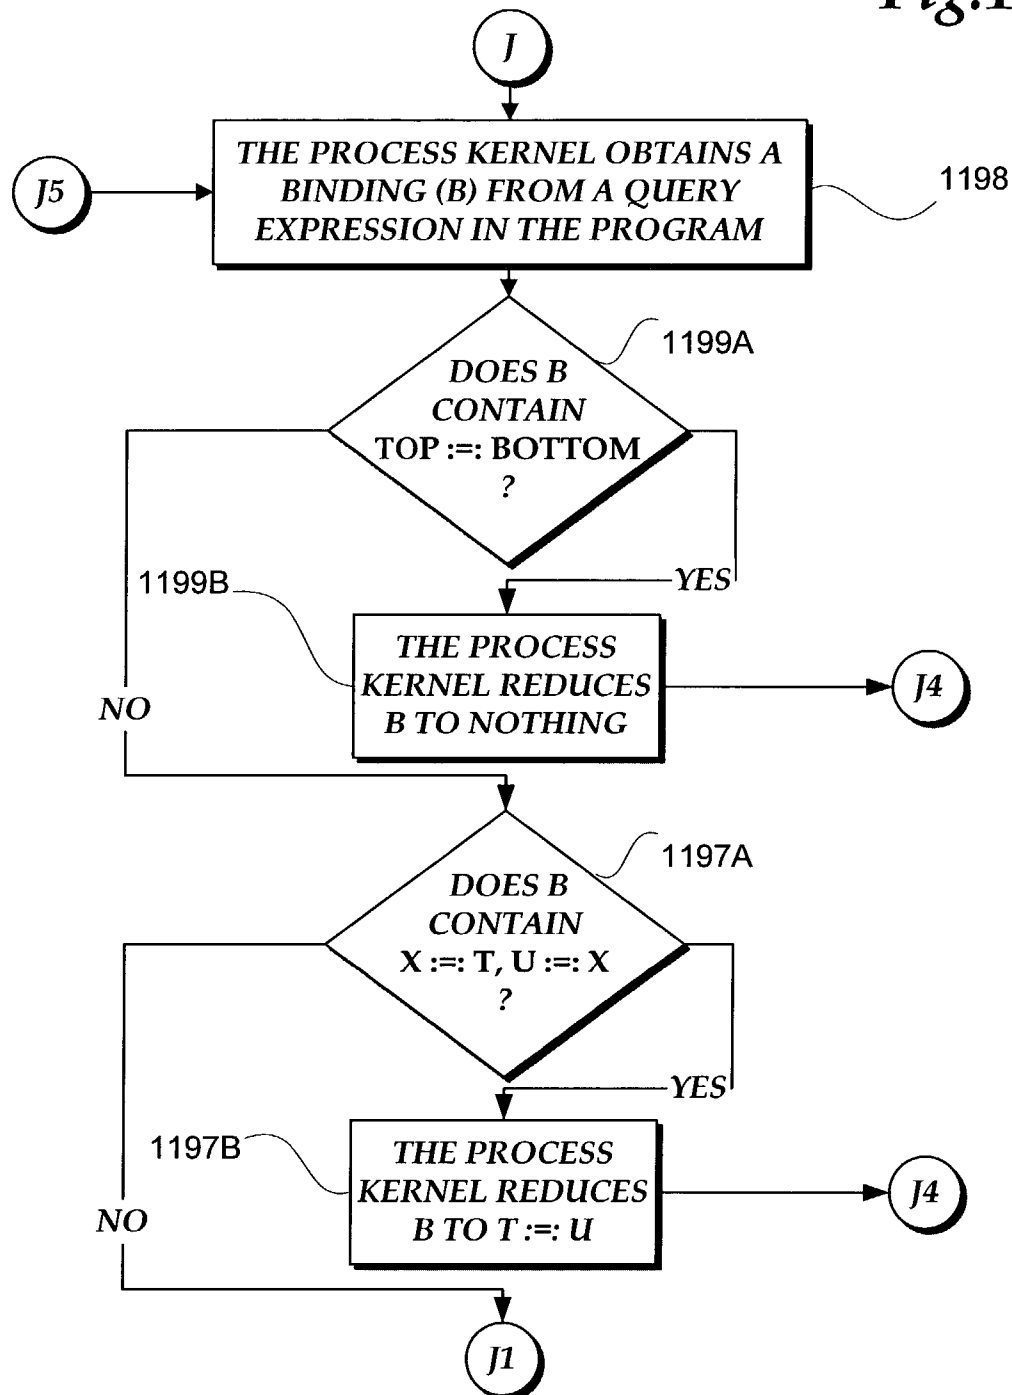 Fig.1
J
THE PROCESS KERNEL OBTAINS A
BINDING (B) FROM A QUERY
EXPRESSION IN THE PROGRAM
J5
1198
1199A
DOES B
CONTAIN
TOP :=: BOTTOM
?
YES
1199B
THE PROCESS
KERNEL REDUCES
B TO NOTHING
J4
NO
1197A
DOES B
CONTAIN
X :=: T, U :=: X
?
YES
1197B
THE PROCESS
KERNEL REDUCES
B TO T :=: U
J4
NO
J1